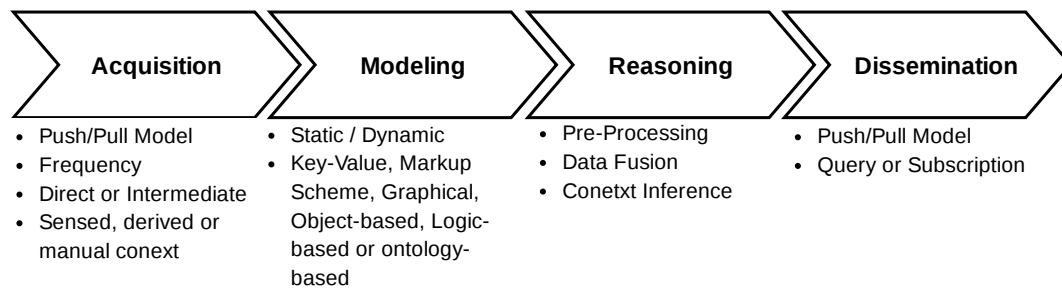 Acquisition
Modeling
Reasoning
Dissemination
• Push/Pull Model
• Frequency
• Direct or Intermediate
• Sensed, derived or
manual conext
• Static / Dynamic
• Key-Value, Markup
Scheme, Graphical,
Object-based, Logic-
based or ontology-
based
• Pre-Processing
• Data Fusion
• Conetxt Inference
• Push/Pull Model
• Query or Subscription